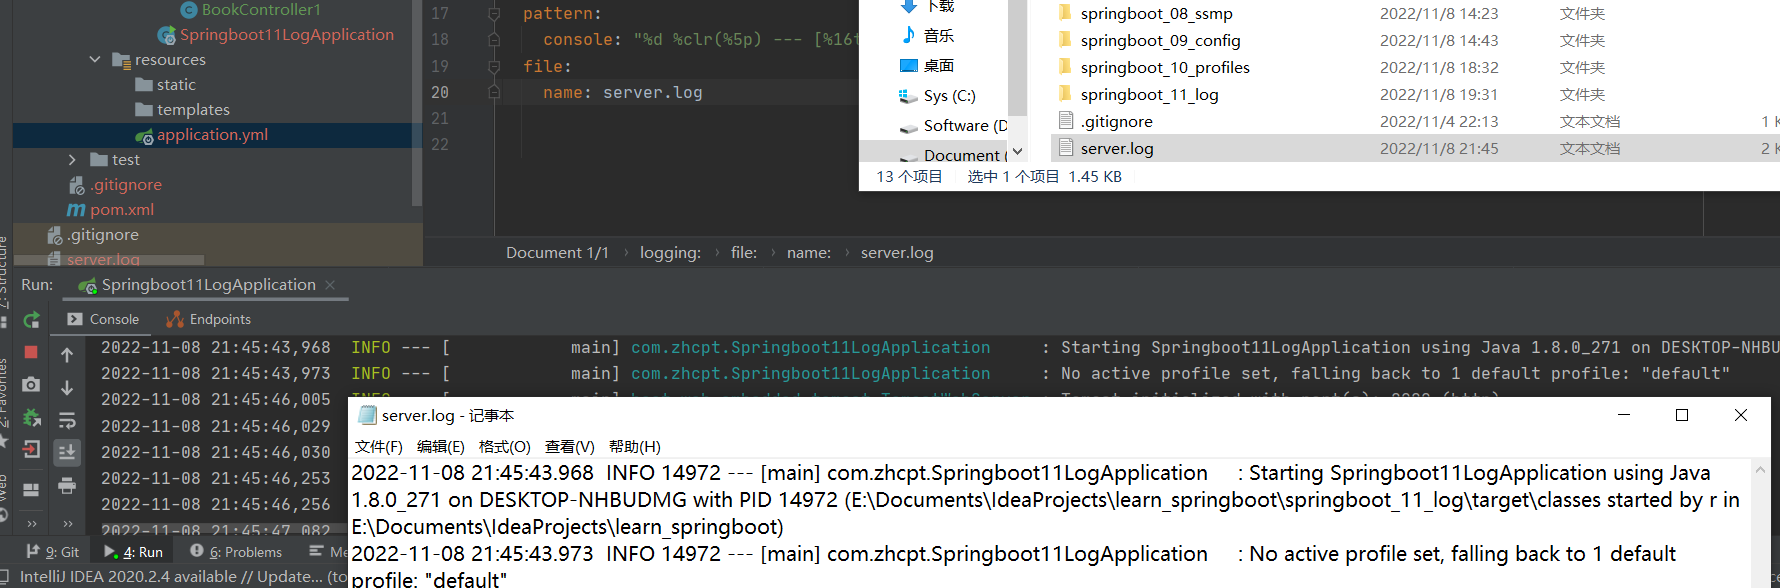 BookController1
Springboot11LogApplication
resources
static
templates
application.yml
test
.gitignore
pom.xml
.gitignore
server.log
17 pattern:
18 console: "%d %clr(%5p) --- [%16t
19 file:
20 name: server.log
21
22
Document 1/1 › logging: › file: › name: › server.log
下载
音乐
桌面
Sys (C:)
Software (D
Document (
springboot_08_ssmp 2022/11/8 14:23 文件夹
springboot_09_config 2022/11/8 14:43 文件夹
springboot_10_profiles 2022/11/8 18:32 文件夹
springboot_11_log 2022/11/8 19:31 文件夹
.gitignore 2022/11/4 22:13 文本文档 1 K
server.log 2022/11/8 21:45 文本文档 2 K
13 个项目 选中 1 个项目 1.45 KB
Run: Springboot11LogApplication
Console Endpoints
2022-11-08 21:45:43,968 INFO --- [ main] com.zhcpt.Springboot11LogApplication : Starting Springboot11LogApplication using Java 1.8.0_271 on DESKTOP-NHBU
2022-11-08 21:45:43,973 INFO --- [ main] com.zhcpt.Springboot11LogApplication : No active profile set, falling back to 1 default profile: "default"
2022-11-08 21:45:46,005
2022-11-08 21:45:46,029
2022-11-08 21:45:46,030
2022-11-08 21:45:46,253
2022-11-08 21:45:46,256
2022-11-08 21:45:47,082
server.log - 记事本
文件(F) 编辑(E) 格式(O) 查看(V) 帮助(H)
2022-11-08 21:45:43.968 INFO 14972 --- [main] com.zhcpt.Springboot11LogApplication : Starting Springboot11LogApplication using Java
1.8.0_271 on DESKTOP-NHBUDMG with PID 14972 (E:\Documents\IdeaProjects\learn_springboot\springboot_11_log\target\classes started by r in
E:\Documents\IdeaProjects\learn_springboot)
2022-11-08 21:45:43.973 INFO 14972 --- [main] com.zhcpt.Springboot11LogApplication : No active profile set, falling back to 1 default
profile: "default"
7: Structure
2: Favorites
Web
9: Git 4: Run 6: Problems Me
IntelliJ IDEA 2020.2.4 available // Update... (to